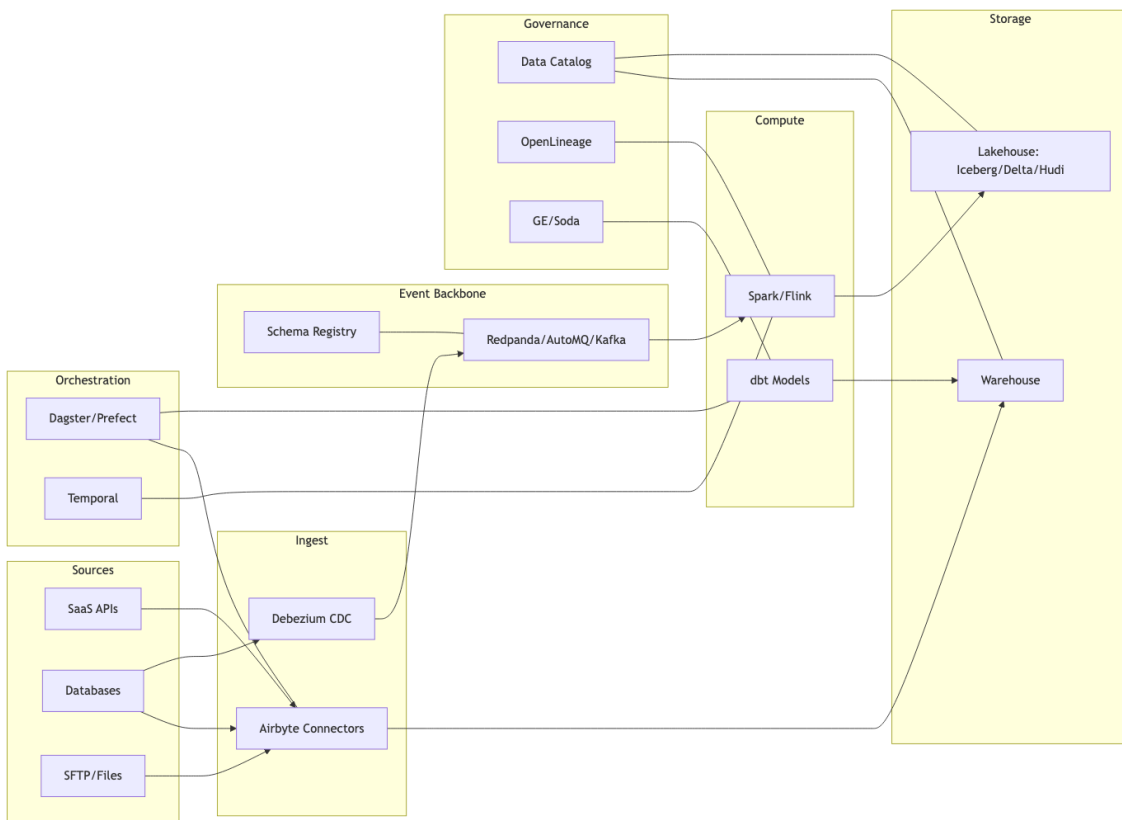 Governance
Data Catalog
OpenLineage
GE/Soda
Storage
Lakehouse:
Iceberg/Delta/Hudi
Warehouse
Compute
Spark/Flink
dbt Models
Event Backbone
Schema Registry
Redpanda/AutoMQ/Kafka
Orchestration
Dagster/Prefect
Temporal
Ingest
Debezium CDC
Airbyte Connectors
Sources
SaaS APIs
Databases
SFTP/Files